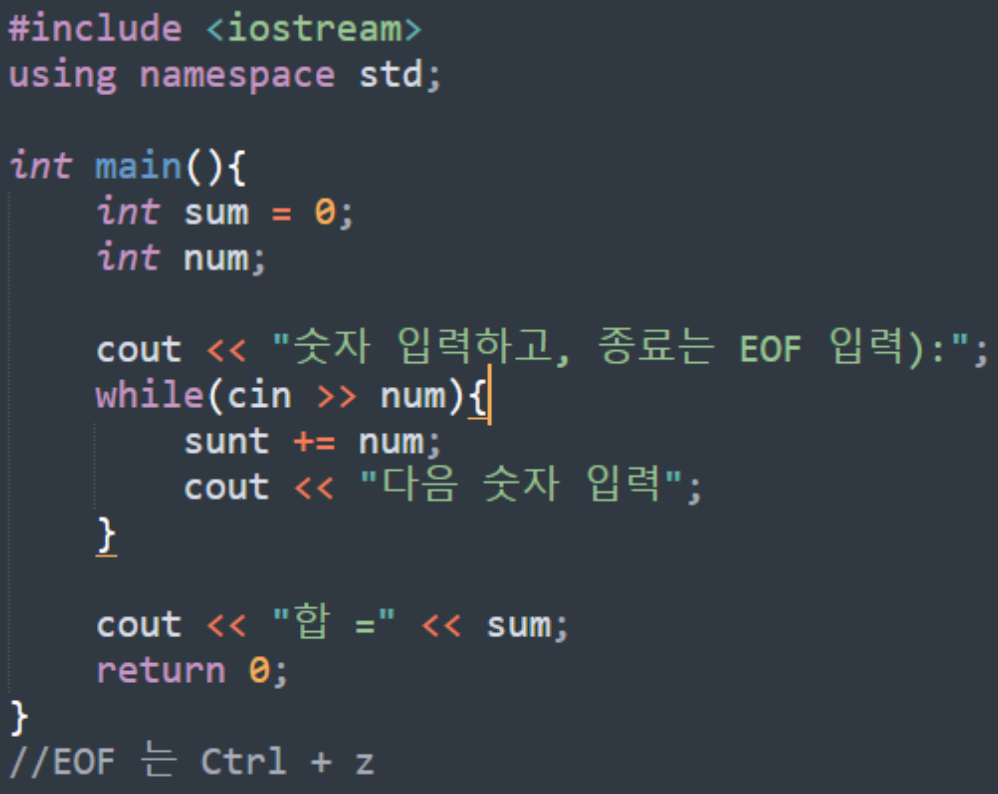 #include <iostream>
using namespace std;
int main(){
int sum = 0;
int num;
cout << "숫자 입력하고, 종료는 EOF 입력):";
while(cin >> num){
sunt += num;
cout << "다음 숫자 입력";
}
cout << "합 =" << sum;
return 0;
}
//EOF 는 Ctrl + z